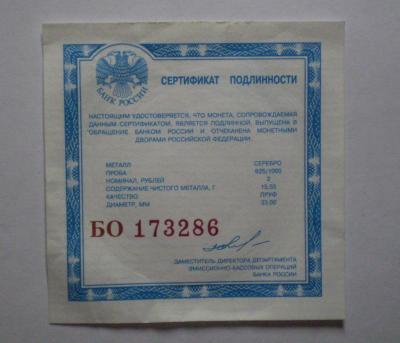 БАНК РОССИИ
СЕРТИФИКАТ ПОДЛИННОСТИ
НАСТОЯЩИМ УДОСТОВЕРЯЕТСЯ, ЧТО МОНЕТА, СОПРОВОЖДАЕМАЯ
ДАННЫМ СЕРТИФИКАТОМ, ЯВЛЯЕТСЯ ПОДЛИННОЙ, ВЫПУЩЕНА В
ОБРАЩЕНИЕ БАНКОМ РОССИИ И ОТЧЕКАНЕНА МОНЕТНЫМИ
ДВОРАМИ РОССИЙСКОЙ ФЕДЕРАЦИИ.
МЕТАЛЛ СЕРЕБРО
ПРОБА 925/1000
НОМИНАЛ, РУБЛЕЙ 2
СОДЕРЖАНИЕ ЧИСТОГО МЕТАЛЛА, Г 15,55
КАЧЕСТВО ПРУФ
ДИАМЕТР, ММ 33,00
БО 173286
ЗАМЕСТИТЕЛЬ ДИРЕКТОРА ДЕПАРТАМЕНТА
ЭМИССИОННО-КАССОВЫХ ОПЕРАЦИЙ
БАНКА РОССИИ